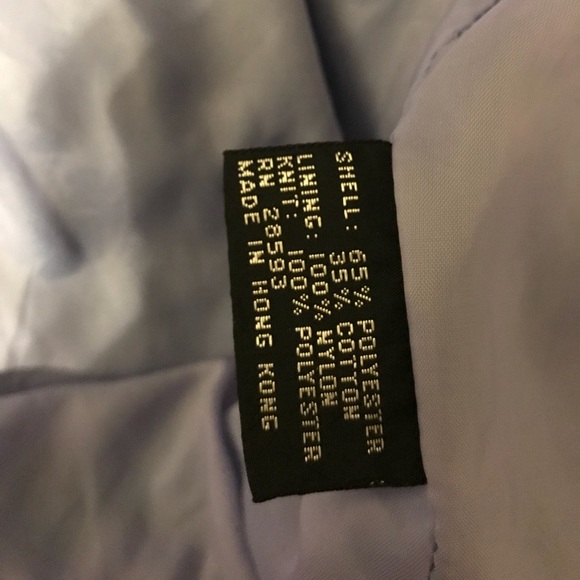 SHELL: 65% POLYESTER
35% COTTON
LINING: 100% NYLON
KNIT: 100% POLYESTER
RN 28593
MADE IN HONG KONG